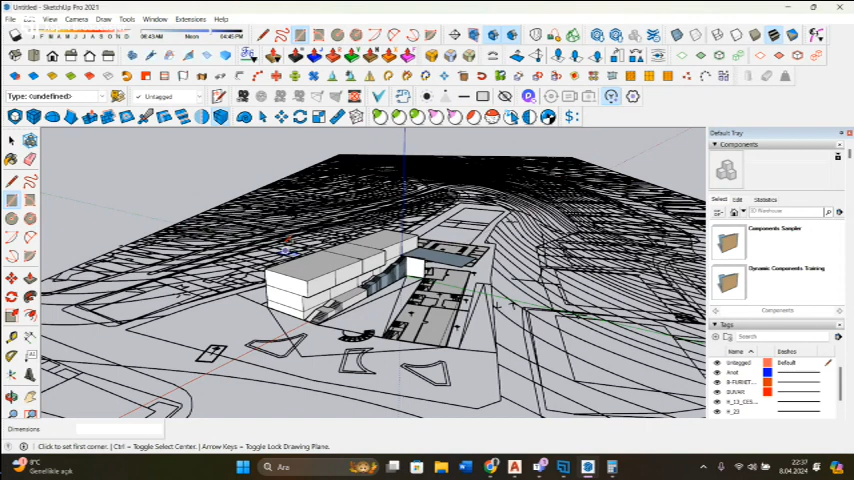 Untitled - SketchUp Pro 2021
File View Camera Draw Tools Window Extensions Help
08:43 AM Noon 04:45 PM
Type: <undefined>
Untagged
Default Tray
Components
Select Edit Statistics
3D Warehouse
Components Sampler
Dynamic Components Training
Components
Tags
Search
Name Dashes
Untagged Default
Anot
DUVAR
II_23
Dimensions
Click to set first corner. | Ctrl = Toggle Select Center. | Arrow Keys = Toggle Lock Drawing Plane.
8°C
Genellikle açık
Ara
22:37
8.04.2024